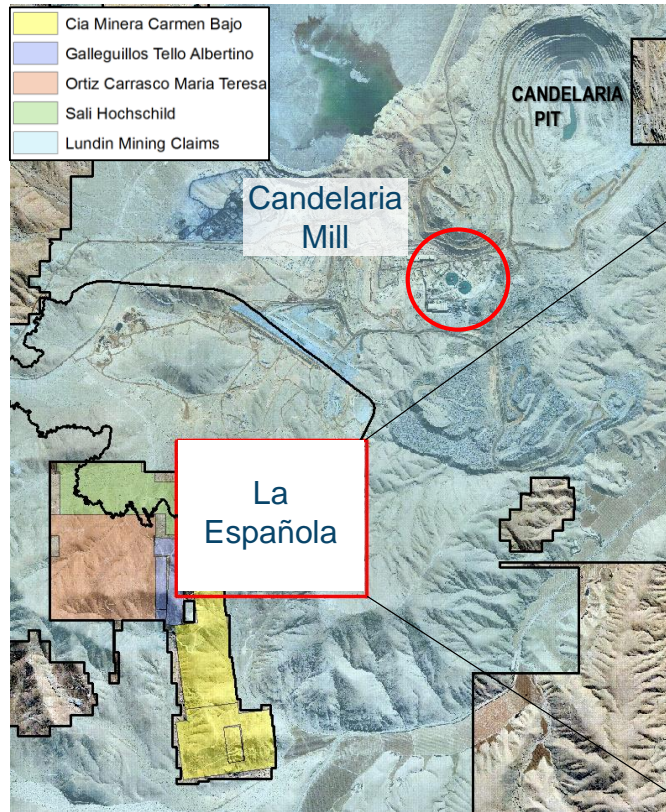 Cia Minera Carmen Bajo
Galleguillos Tello Albertino
Ortiz Carrasco Maria Teresa
Sali Hochschild
Lundin Mining Claims
CANDELARIA
PIT
Candelaria
Mill
La
Española